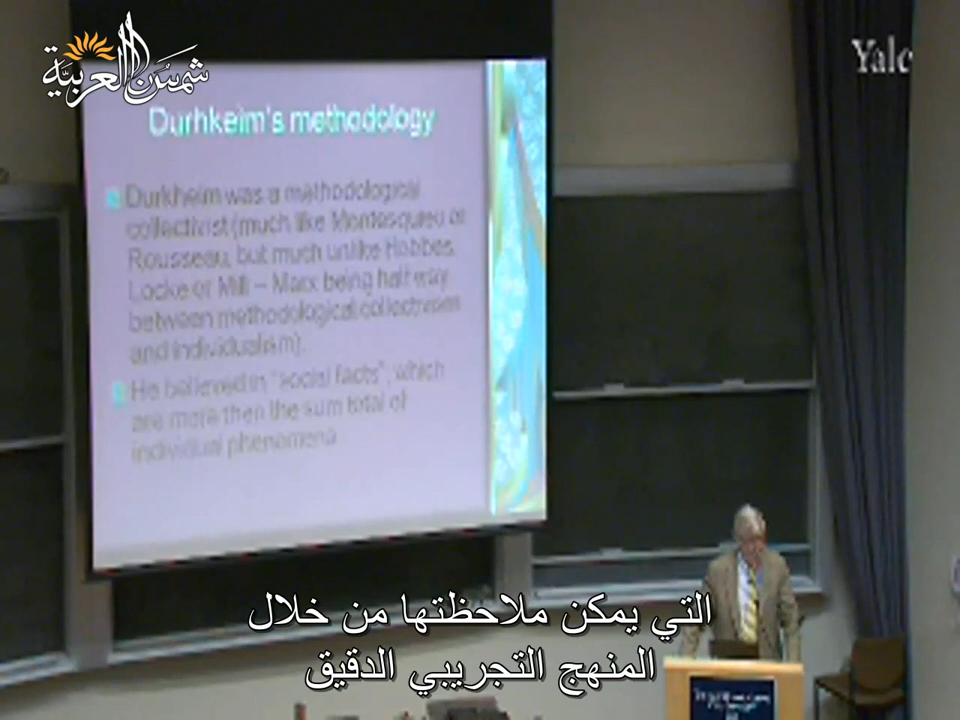 شمس العربية
Yale
Durhkeim's methodology
Durkheim was a methodological
collectivist (much like Montesquieu or
Rousseau, but much unlike Hobbes,
Locke or Mill – Marx being half way
between methodological collectivism
and individualism).
He believed in "social facts", which
are more then the sum total of
individual phenomena
التي يمكن ملاحظتها من خلال
المنهج التجريبي الدقيق